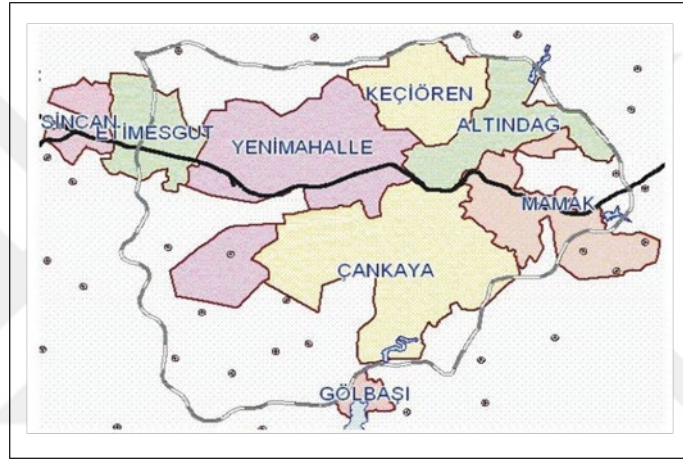 KEÇİÖREN
SİNCAN
ETİMESGUT
ALTINDAĞ
YENİMAHALLE
MAMAK
ÇANKAYA
GÖLBAŞI